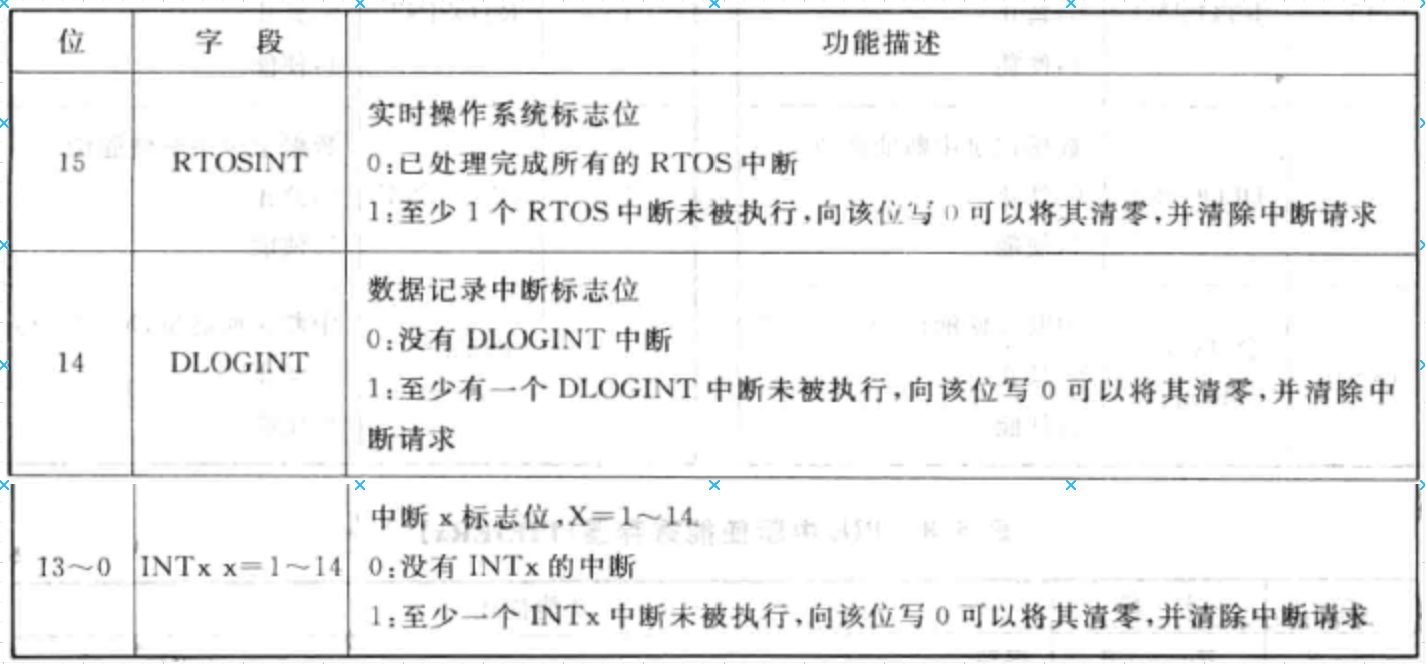 位 字 段 功能描述
实时操作系统标志位
15 RTOSINT 0:已处理完成所有的 RTOS 中断
1:至少 1 个 RTOS 中断未被执行,向该位写 0 可以将其清零,并清除中断请求
数据记录中断标志位
0:没有 DLOGINT 中断
14 DLOGINT
1:至少有一个 DLOGINT 中断未被执行,向该位写 0 可以将其清零,并清除中
断请求
中断 x 标志位,X=1~14
13~0 INTx x=1~14 0:没有 INTx 的中断
1:至少一个 INTx 中断未被执行,向该位写 0 可以将其清零,并清除中断请求